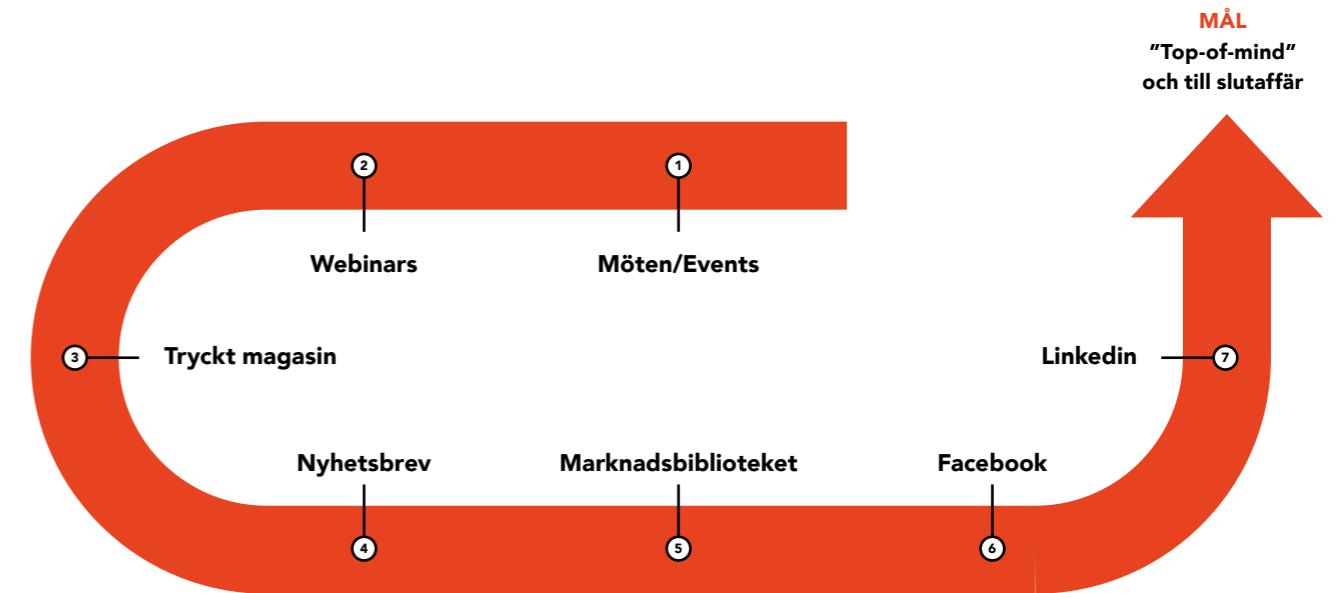 MÅL
”Top-of-mind”
och till slutaffär
1
Möten/Events
2
Webinars
3
Tryckt magasin
4
Nyhetsbrev
5
Marknadsbiblioteket
6
Facebook
7
Linkedin